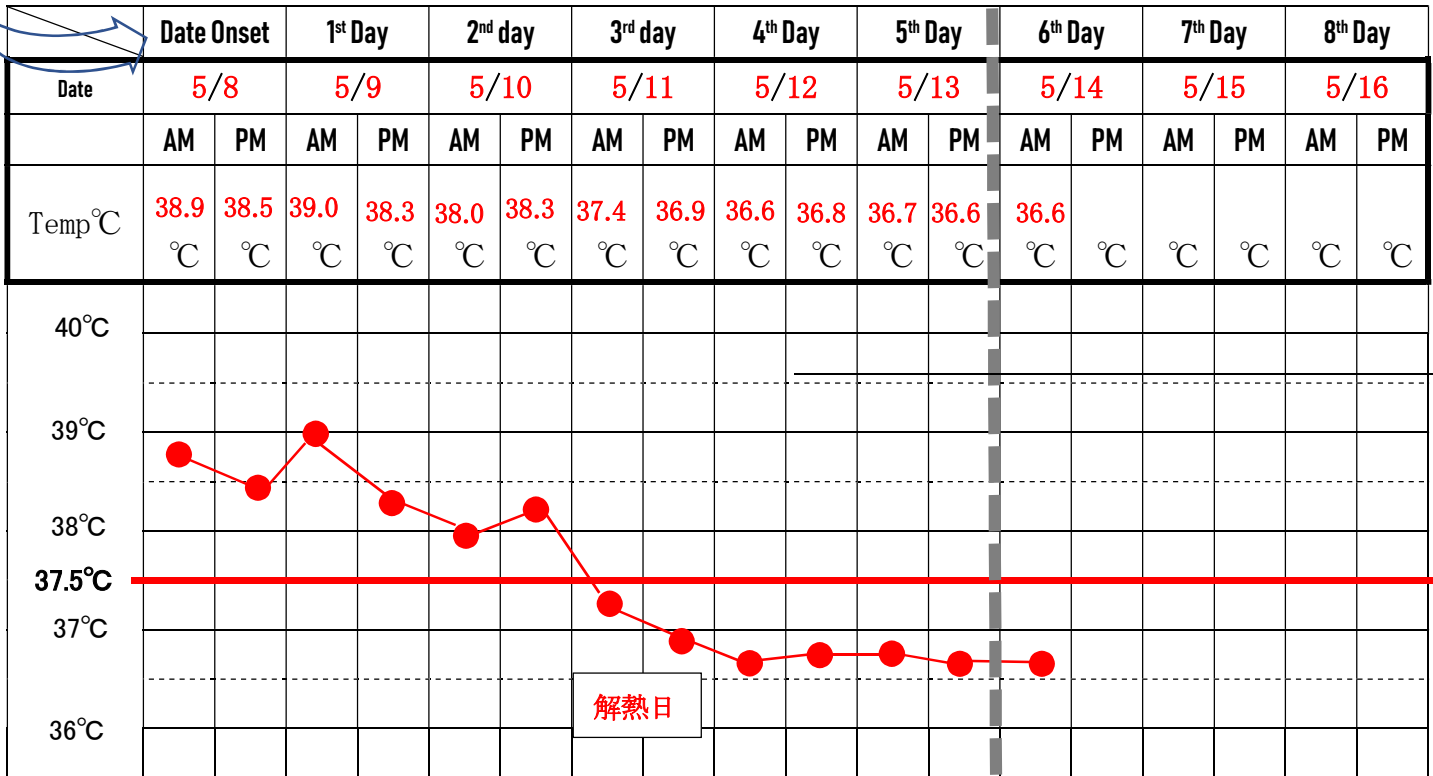 Date Onset 1st Day 2nd day 3rd day 4th Day 5th Day 6th Day 7th Day 8th Day
Date 5/8 5/9 5/10 5/11 5/12 5/13 5/14 5/15 5/16
AM PM AM PM AM PM AM PM AM PM AM PM AM PM AM PM AM PM
Temp℃ 38.9 38.5 39.0 38.3 38.0 38.3 37.4 36.9 36.6 36.8 36.7 36.6 36.6
℃ ℃ ℃ ℃ ℃ ℃ ℃ ℃ ℃ ℃ ℃ ℃ ℃ ℃ ℃ ℃ ℃ ℃
40℃
39℃
38℃
37.5℃
37℃
解熱日
36℃